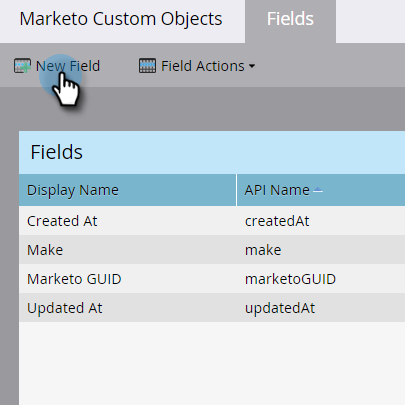 Marketo Custom Objects Fields
New Field Field Actions
Fields
Display Name API Name
Created At createdAt
Make make
Marketo GUID marketoGUID
Updated At updatedAt